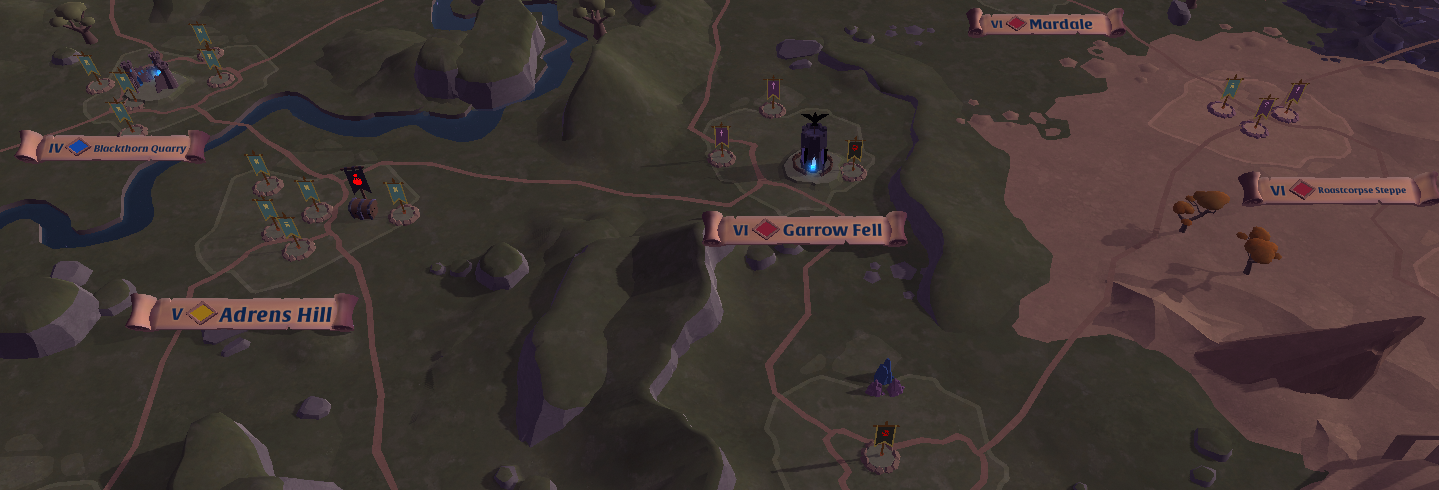 VI Mardale
IV Blackthorn Quarry
VI Roastcorpse Steppe
VI Garrow Fell
V Adrens Hill